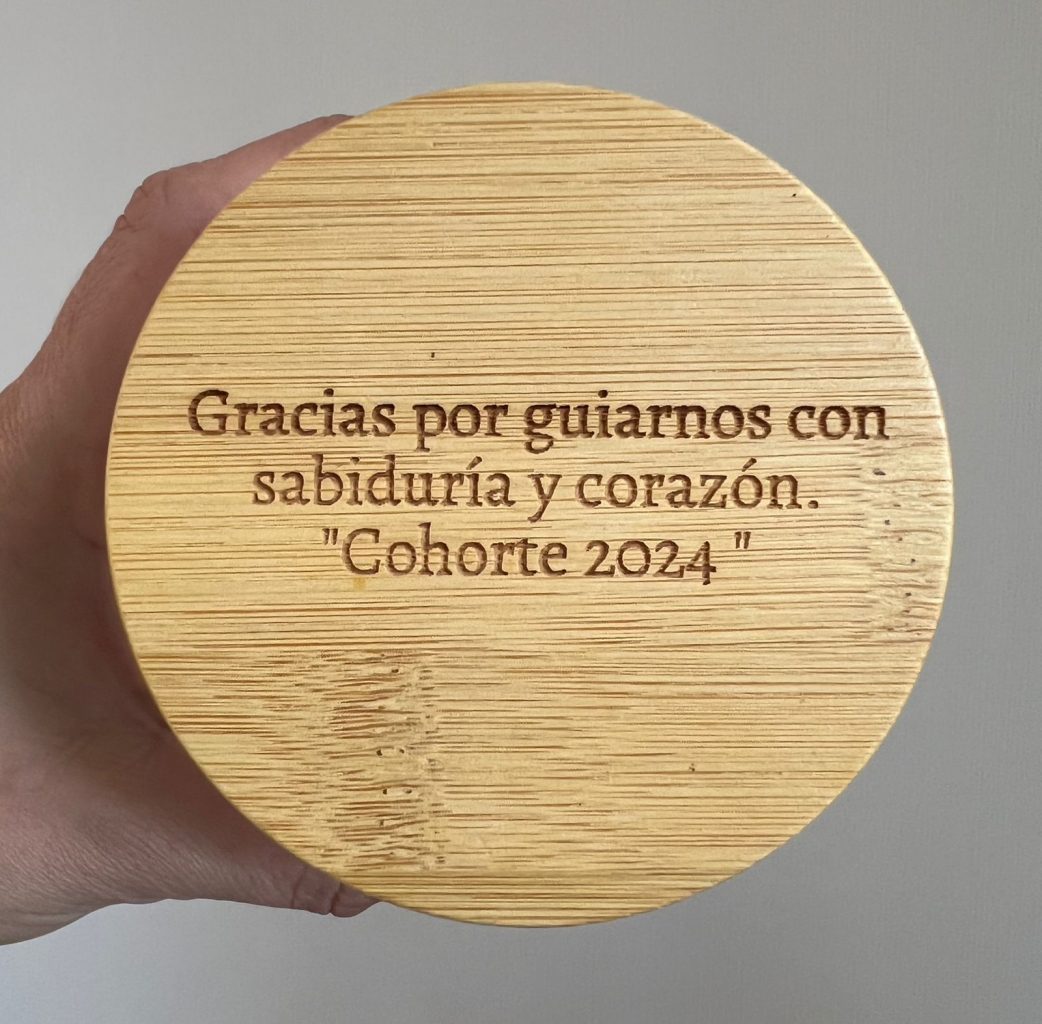 Gracias por guiarnos con
sabiduría y corazón.
"Cohorte 2024 "